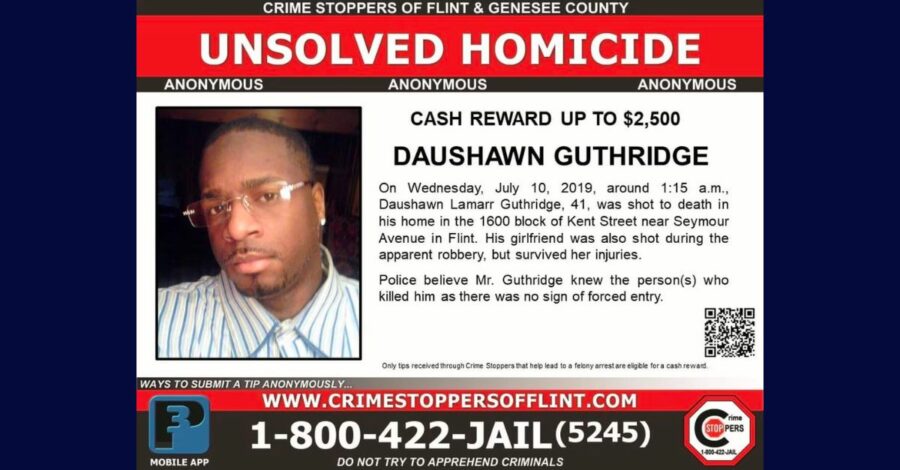 CRIME STOPPERS OF FLINT & GENESEE COUNTY
UNSOLVED HOMICIDE
ANONYMOUS ANONYMOUS ANONYMOUS
CASH REWARD UP TO $2,500
DAUSHAWN GUTHRIDGE
On Wednesday, July 10, 2019, around 1:15 a.m.,
Daushawn Lamarr Guthridge, 41, was shot to death in
his home in the 1600 block of Kent Street near Seymour
Avenue in Flint. His girlfriend was also shot during the
apparent robbery, but survived her injuries.
Police believe Mr. Guthridge knew the person(s) who
killed him as there was no sign of forced entry.
Only tips received through Crime Stoppers that help lead to a felony arrest are eligible for a cash reward.
WAYS TO SUBMIT A TIP ANONYMOUSLY...
WWW.CRIMESTOPPERSOFFLINT.COM
P3
MOBILE APP
1-800-422-JAIL(5245)
DO NOT TRY TO APPREHEND CRIMINALS
Crime
STOPPERS
1-800-422-JAIL